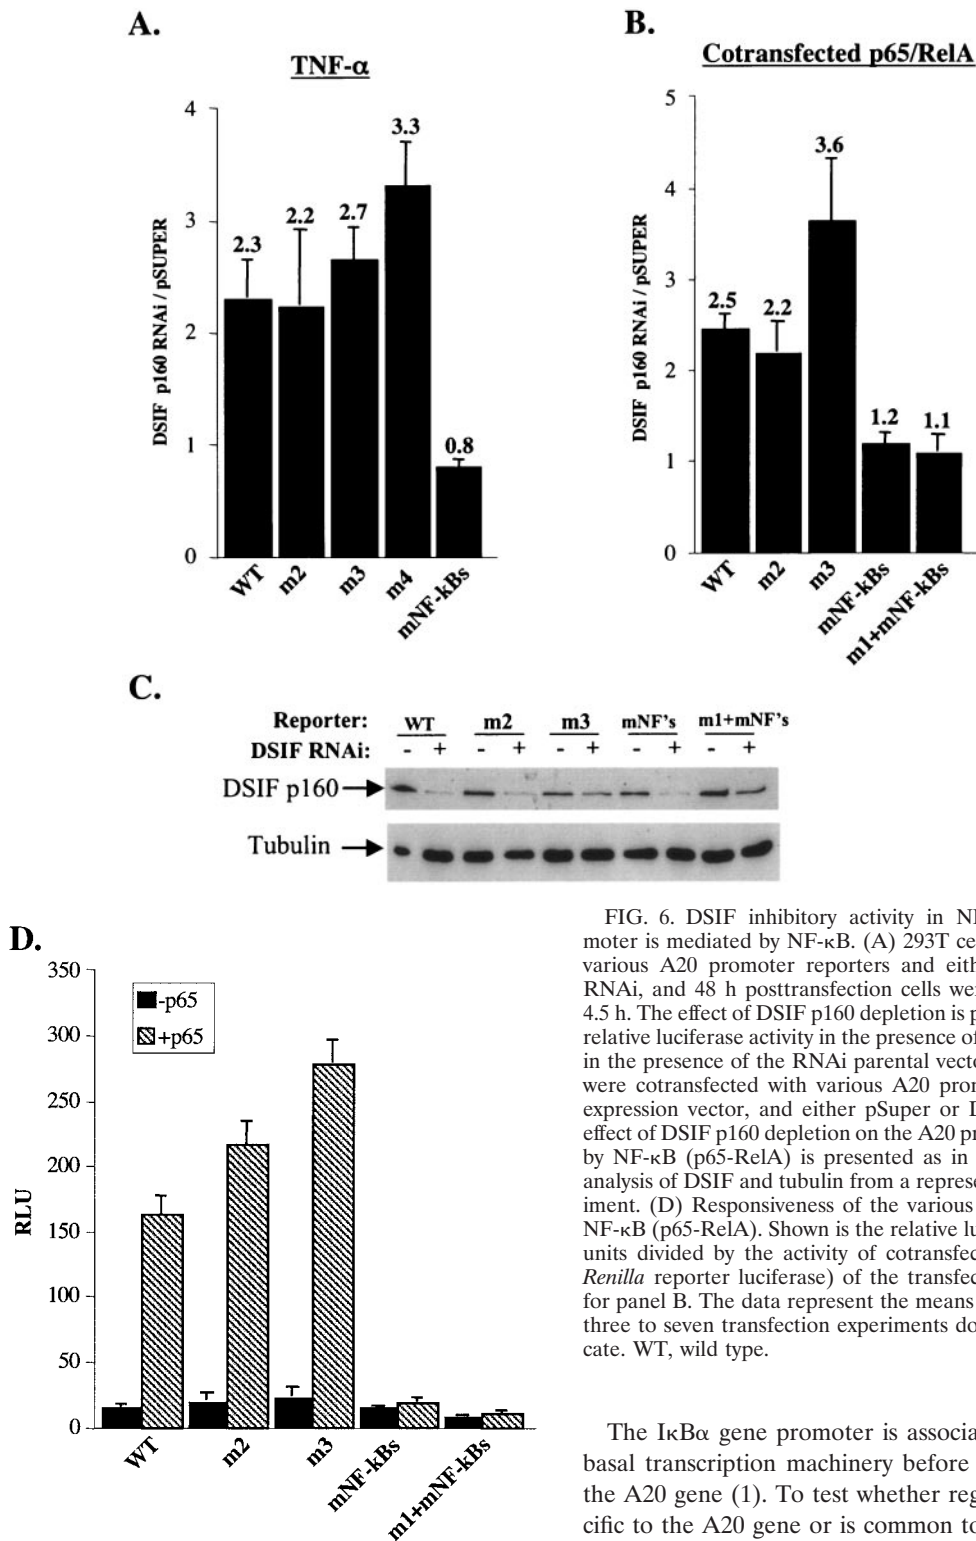 A.
TNF-α
DSIF p160 RNAi / pSUPER
4
3
2
1
0
2.3
2.2
2.7
3.3
0.8
WT
m2
m3
m4
mNF-kBs
B.
Cotransfected p65/RelA
DSIF p160 RNAi / pSUPER
5
4
3
2
1
0
2.5
2.2
3.6
1.2
1.1
WT
m2
m3
mNF-kBs
m1+mNF-kBs
C.
Reporter: WT m2 m3 mNF's m1+mNF's
DSIF RNAi: - + - + - + - + - +
DSIF p160
Tubulin
D.
RLU
350
300
250
200
150
100
50
0
-p65
+p65
WT
m2
m3
mNF-kBs
m1+mNF-kBs
FIG. 6. DSIF inhibitory activity in NF
moter is mediated by NF-κB. (A) 293T ce
various A20 promoter reporters and eith
RNAi, and 48 h posttransfection cells wer
4.5 h. The effect of DSIF p160 depletion is p
relative luciferase activity in the presence of
in the presence of the RNAi parental vecto
were cotransfected with various A20 pron
expression vector, and either pSuper or D
effect of DSIF p160 depletion on the A20 pr
by NF-κB (p65-RelA) is presented as in
analysis of DSIF and tubulin from a represe
iment. (D) Responsiveness of the various
NF-κB (p65-RelA). Shown is the relative lu
units divided by the activity of cotransfec
Renilla reporter luciferase) of the transfec
for panel B. The data represent the means
three to seven transfection experiments do
cate. WT, wild type.
The IκBα gene promoter is associa
basal transcription machinery before
the A20 gene (1). To test whether reg
cific to the A20 gene or is common to